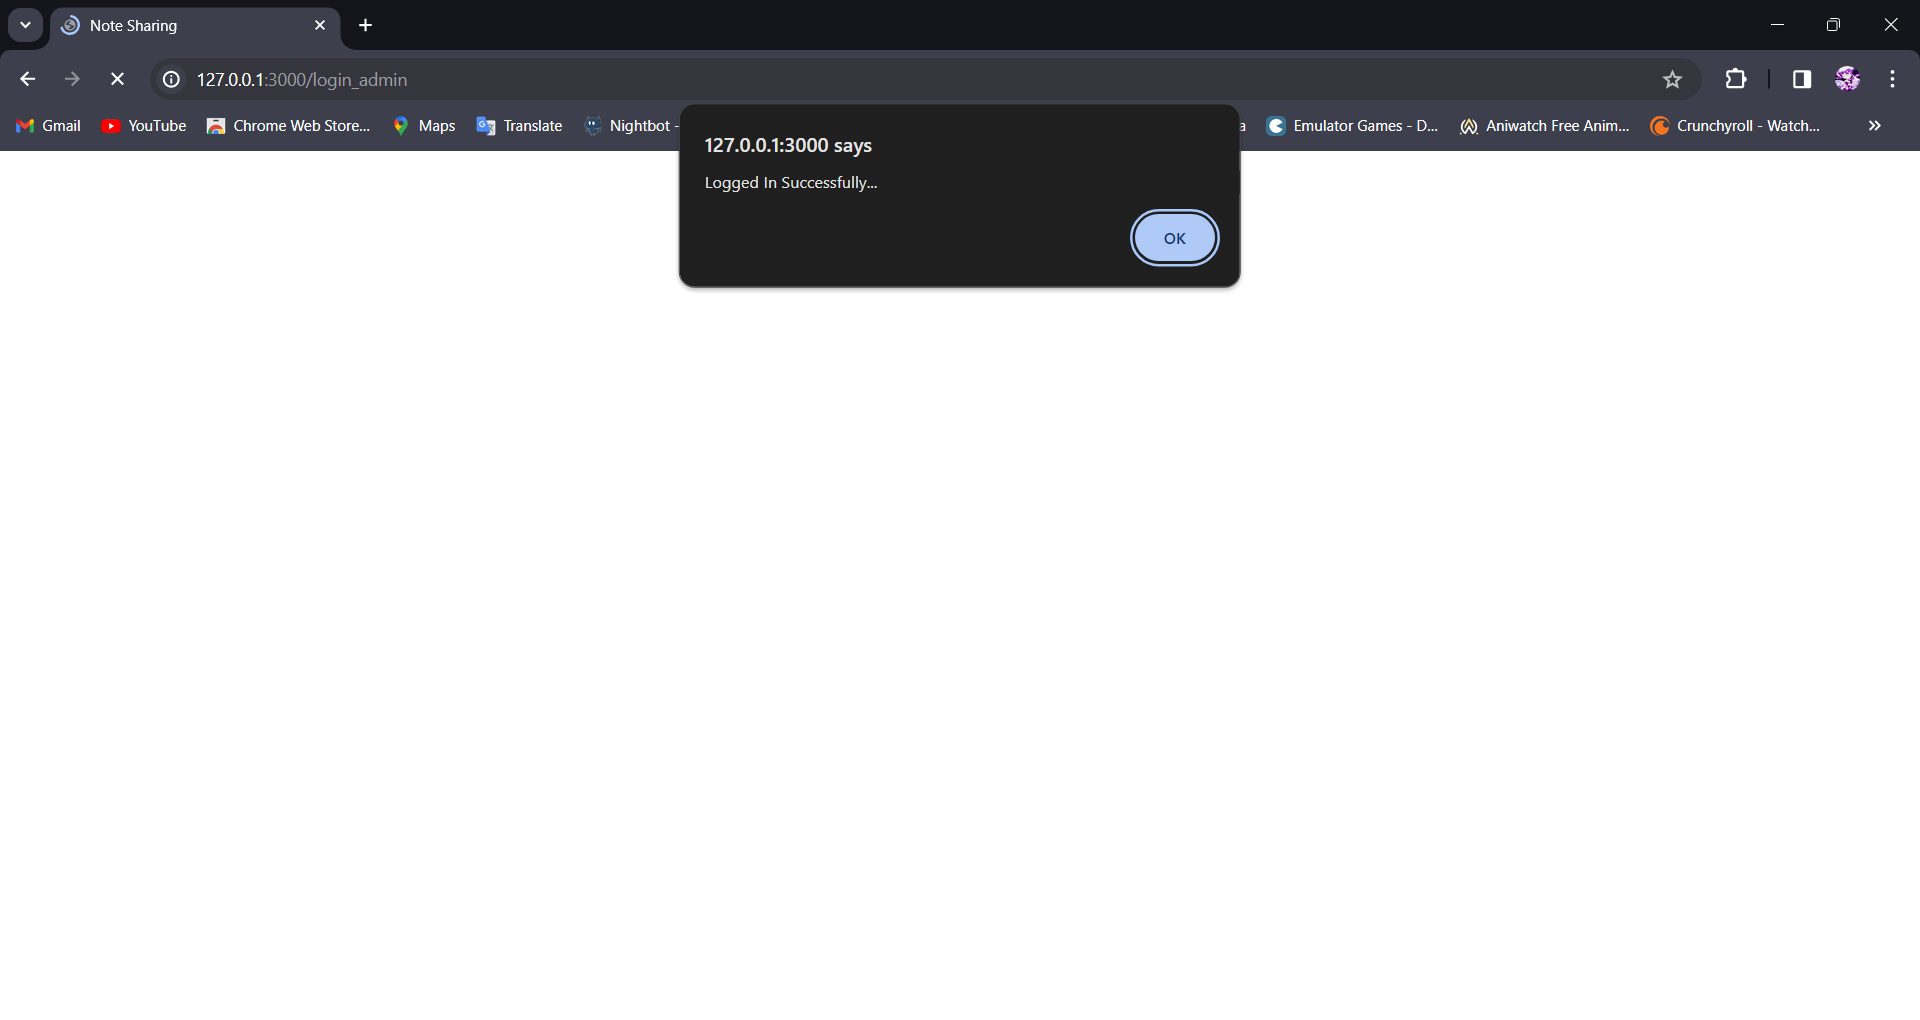 Note Sharing
127.0.0.1:3000/login_admin
Gmail YouTube Chrome Web Store... Maps Translate Nightbot - a Emulator Games - D... Aniwatch Free Anim... Crunchyroll - Watch...
127.0.0.1:3000 says
Logged In Successfully...
OK